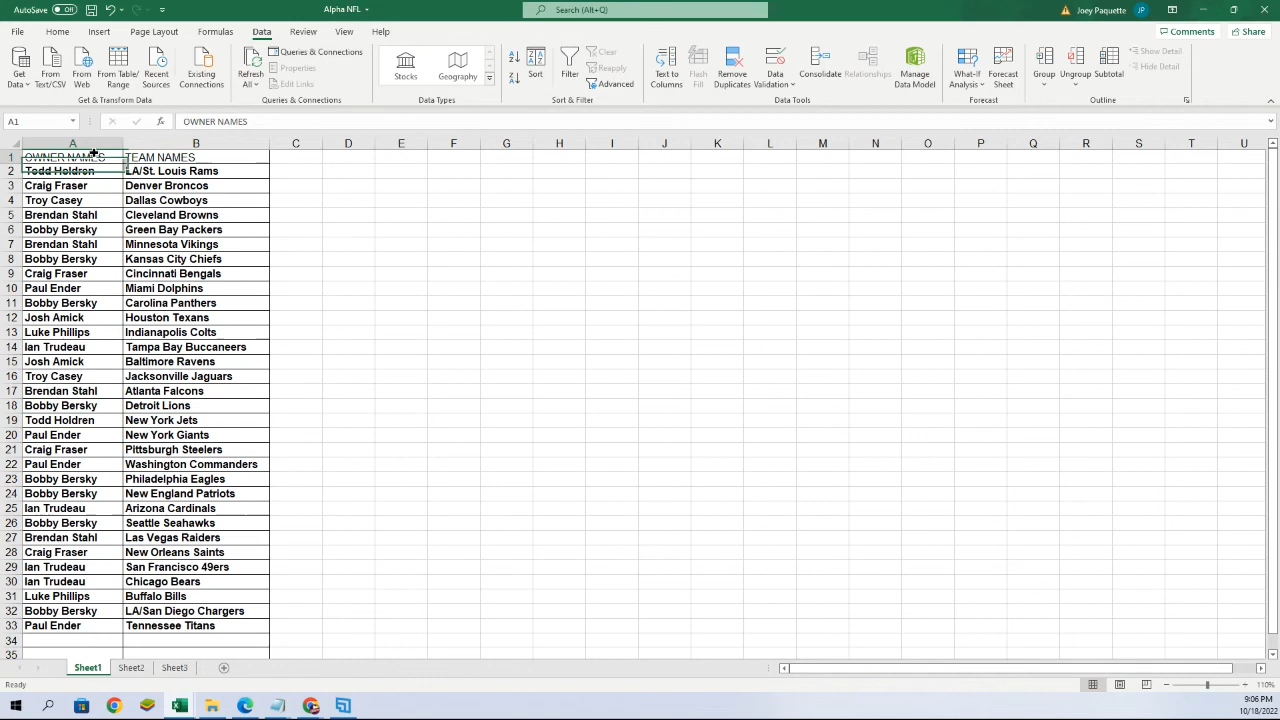 AutoSave Off Alpha NFL Search (Alt+Q) Joey Paquette JP
File Home Insert Page Layout Formulas Data Review View Help Comments Share
Get Data From Text/CSV From Web From Table/Range Recent Sources Existing Connections Refresh All Queries & Connections Properties Edit Links Stocks Geography Sort Filter Clear Reapply Advanced Text to Columns Flash Fill Remove Duplicates Data Validation Consolidate Relationships Manage Data Model What-If Analysis Forecast Sheet Group Ungroup Subtotal Show Detail Hide Detail
Get & Transform Data Queries & Connections Data Types Sort & Filter Data Tools Forecast Outline
A1 OWNER NAMES
A B C D E F G H I J K L M N O P Q R S T U
1 OWNER NAMES TEAM NAMES
2 Todd Holdren LA/St. Louis Rams
3 Craig Fraser Denver Broncos
4 Troy Casey Dallas Cowboys
5 Brendan Stahl Cleveland Browns
6 Bobby Bersky Green Bay Packers
7 Brendan Stahl Minnesota Vikings
8 Bobby Bersky Kansas City Chiefs
9 Craig Fraser Cincinnati Bengals
10 Paul Ender Miami Dolphins
11 Bobby Bersky Carolina Panthers
12 Josh Amick Houston Texans
13 Luke Phillips Indianapolis Colts
14 Ian Trudeau Tampa Bay Buccaneers
15 Josh Amick Baltimore Ravens
16 Troy Casey Jacksonville Jaguars
17 Brendan Stahl Atlanta Falcons
18 Bobby Bersky Detroit Lions
19 Todd Holdren New York Jets
20 Paul Ender New York Giants
21 Craig Fraser Pittsburgh Steelers
22 Paul Ender Washington Commanders
23 Bobby Bersky Philadelphia Eagles
24 Bobby Bersky New England Patriots
25 Ian Trudeau Arizona Cardinals
26 Bobby Bersky Seattle Seahawks
27 Brendan Stahl Las Vegas Raiders
28 Craig Fraser New Orleans Saints
29 Ian Trudeau San Francisco 49ers
30 Ian Trudeau Chicago Bears
31 Luke Phillips Buffalo Bills
32 Bobby Bersky LA/San Diego Chargers
33 Paul Ender Tennessee Titans
34
35
Sheet1 Sheet2 Sheet3
Ready 110%
9:06 PM
10/18/2022